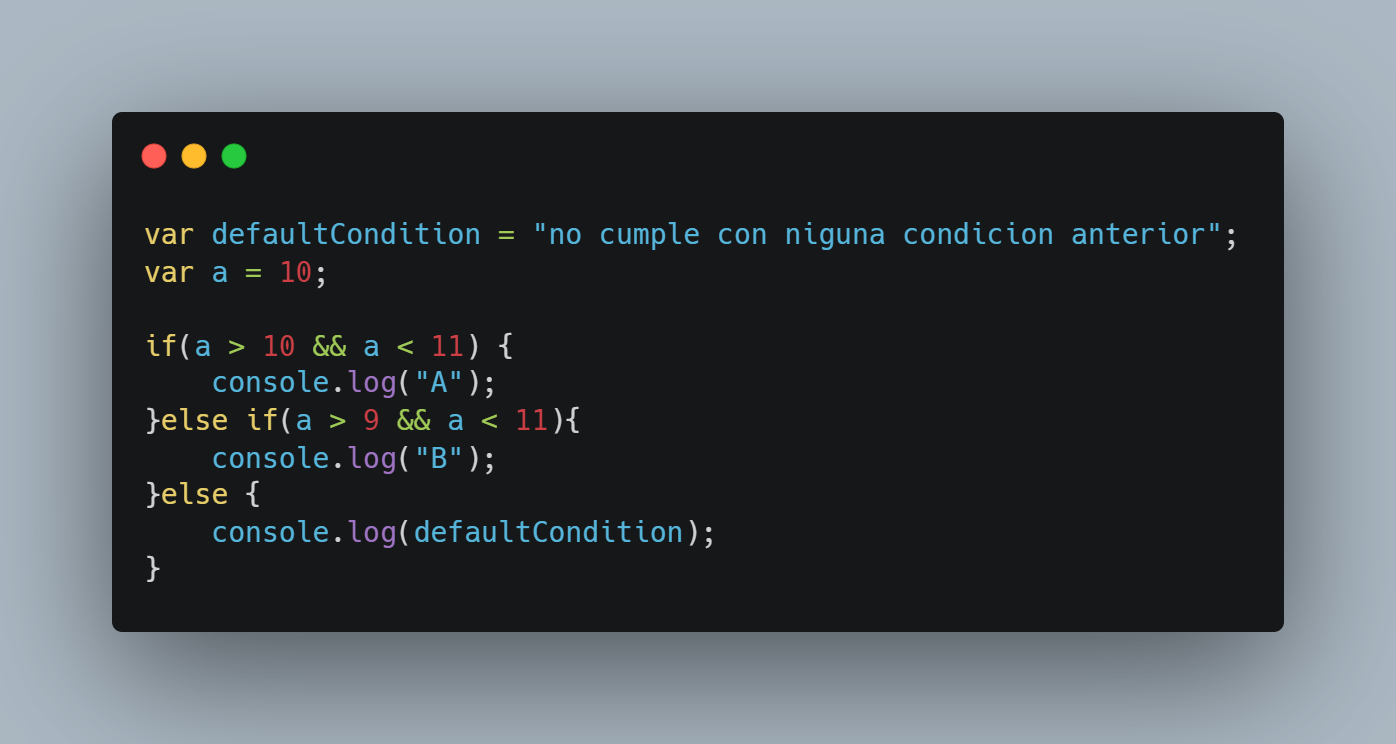 var defaultCondition = "no cumple con niguna condicion anterior";
var a = 10;

if(a > 10 && a < 11) {
    console.log("A");
}else if(a > 9 && a < 11){
    console.log("B");
}else {
    console.log(defaultCondition);
}